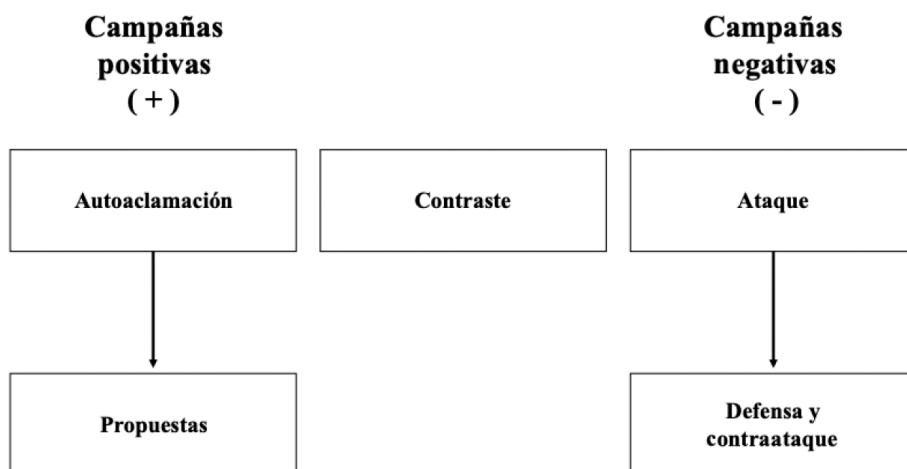 Campañas
positivas
( + )
Campañas
negativas
( - )
Autoaclamación
Contraste
Ataque
Propuestas
Defensa y
contraataque